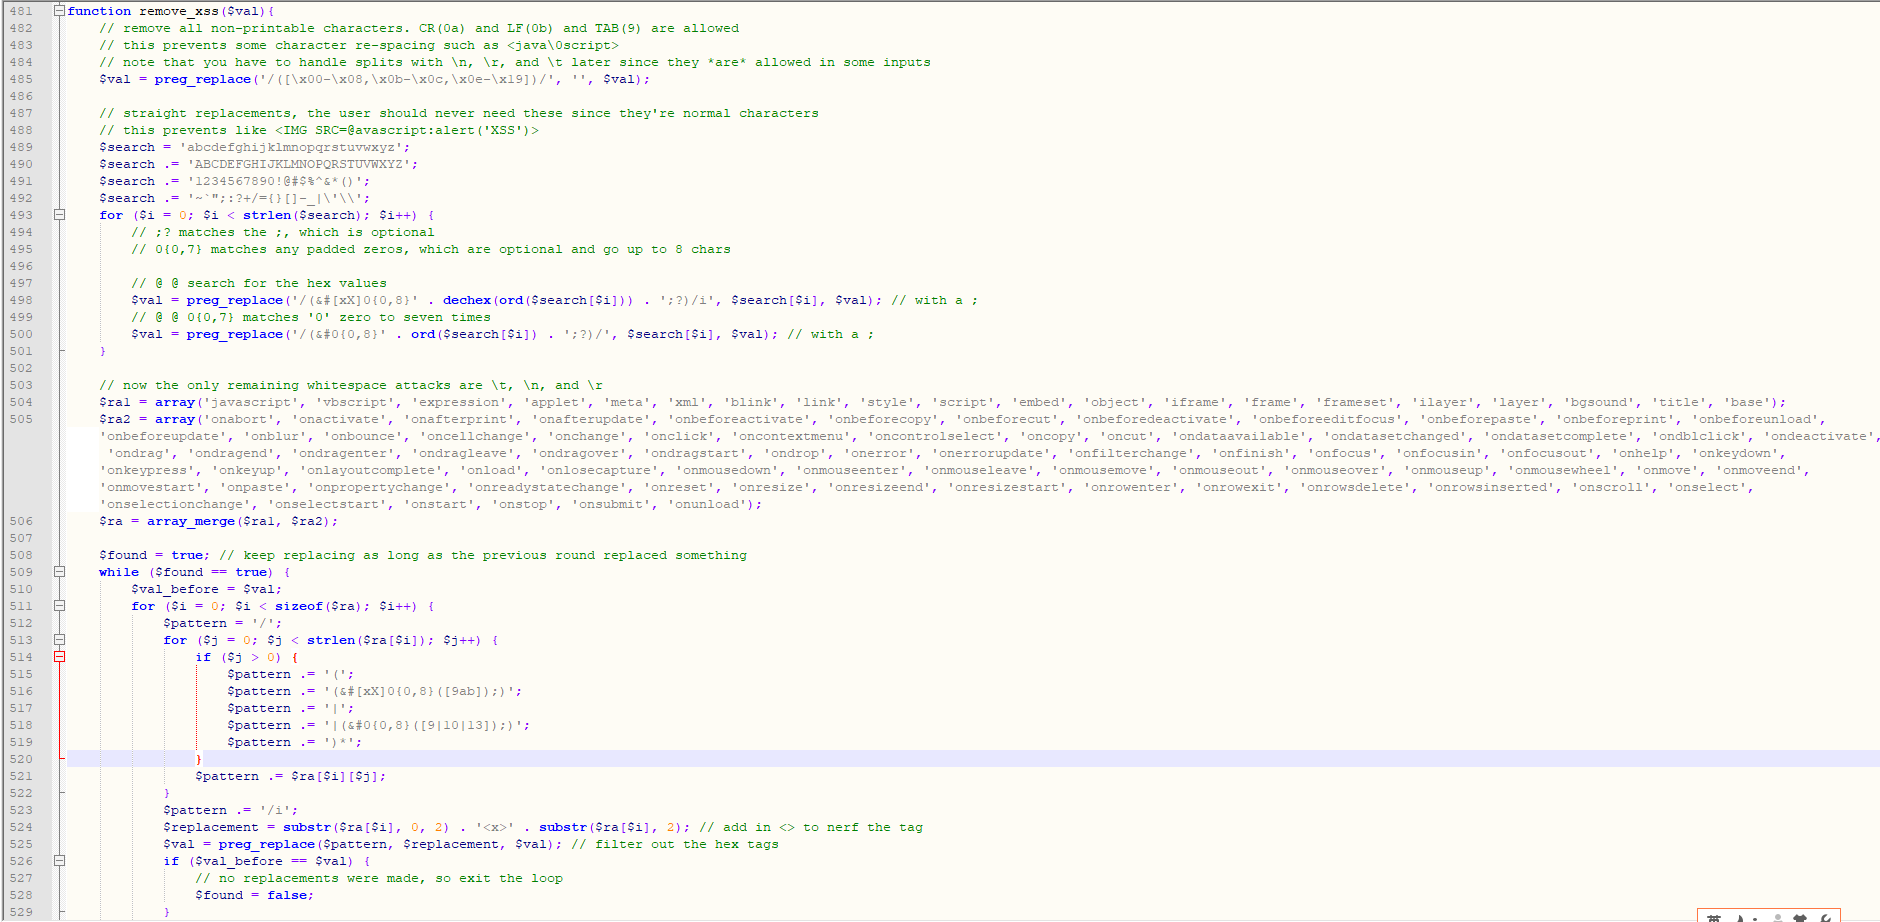 481 function remove_xss($val){
482 // remove all non-printable characters. CR(0a) and LF(0b) and TAB(9) are allowed
483 // this prevents some character re-spacing such as <java\0script>
484 // note that you have to handle splits with \n, \r, and \t later since they *are* allowed in some inputs
485 $val = preg_replace('/([\x00-\x08,\x0b-\x0c,\x0e-\x19])/', '', $val);
486
487 // straight replacements, the user should never need these since they're normal characters
488 // this prevents like <IMG SRC=@avascript:alert('XSS')>
489 $search = 'abcdefghijklmnopqrstuvwxyz';
490 $search .= 'ABCDEFGHIJKLMNOPQRSTUVWXYZ';
491 $search .= '1234567890!@#$%^&*()';
492 $search .= '~`";:?+/={}[]-_|\'\\';
493 for ($i = 0; $i < strlen($search); $i++) {
494 // ;? matches the ;, which is optional
495 // 0{0,7} matches any padded zeros, which are optional and go up to 8 chars
496
497 // @ @ search for the hex values
498 $val = preg_replace('/(&#[xX]0{0,8}' . dechex(ord($search[$i])) . ';?)/i', $search[$i], $val); // with a ;
499 // @ @ 0{0,7} matches '0' zero to seven times
500 $val = preg_replace('/(&#0{0,8}' . ord($search[$i]) . ';?)/', $search[$i], $val); // with a ;
501 }
502
503 // now the only remaining whitespace attacks are \t, \n, and \r
504 $ra1 = array('javascript', 'vbscript', 'expression', 'applet', 'meta', 'xml', 'blink', 'link', 'style', 'script', 'embed', 'object', 'iframe', 'frame', 'frameset', 'ilayer', 'layer', 'bgsound', 'title', 'base');
505 $ra2 = array('onabort', 'onactivate', 'onafterprint', 'onafterupdate', 'onbeforeactivate', 'onbeforecopy', 'onbeforecut', 'onbeforedeactivate', 'onbeforeeditfocus', 'onbeforepaste', 'onbeforeprint', 'onbeforeunload',
'onbeforeupdate', 'onblur', 'onbounce', 'oncellchange', 'onchange', 'onclick', 'oncontextmenu', 'oncontrolselect', 'oncopy', 'oncut', 'ondataavailable', 'ondatasetchanged', 'ondatasetcomplete', 'ondblclick', 'ondeactivate',
'ondrag', 'ondragend', 'ondragenter', 'ondragleave', 'ondragover', 'ondragstart', 'ondrop', 'onerror', 'onerrorupdate', 'onfilterchange', 'onfinish', 'onfocus', 'onfocusin', 'onfocusout', 'onhelp', 'onkeydown',
'onkeypress', 'onkeyup', 'onlayoutcomplete', 'onload', 'onlosecapture', 'onmousedown', 'onmouseenter', 'onmouseleave', 'onmousemove', 'onmouseout', 'onmouseover', 'onmouseup', 'onmousewheel', 'onmove', 'onmoveend',
'onmovestart', 'onpaste', 'onpropertychange', 'onreadystatechange', 'onreset', 'onresize', 'onresizeend', 'onresizestart', 'onrowenter', 'onrowexit', 'onrowsdelete', 'onrowsinserted', 'onscroll', 'onselect',
'onselectionchange', 'onselectstart', 'onstart', 'onstop', 'onsubmit', 'onunload');
506 $ra = array_merge($ra1, $ra2);
507
508 $found = true; // keep replacing as long as the previous round replaced something
509 while ($found == true) {
510 $val_before = $val;
511 for ($i = 0; $i < sizeof($ra); $i++) {
512 $pattern = '/';
513 for ($j = 0; $j < strlen($ra[$i]); $j++) {
514 if ($j > 0) {
515 $pattern .= '(';
516 $pattern .= '(&#[xX]0{0,8}([9ab]);)';
517 $pattern .= '|';
518 $pattern .= '|(&#0{0,8}([9|10|13]);)';
519 $pattern .= ')*';
520 }
521 $pattern .= $ra[$i][$j];
522 }
523 $pattern .= '/i';
524 $replacement = substr($ra[$i], 0, 2) . '<x>' . substr($ra[$i], 2); // add in <> to nerf the tag
525 $val = preg_replace($pattern, $replacement, $val); // filter out the hex tags
526 if ($val_before == $val) {
527 // no replacements were made, so exit the loop
528 $found = false;
529 }